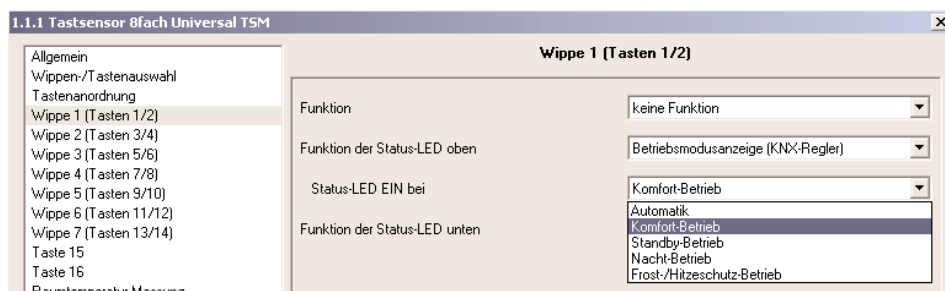 1.1.1 Tastsensor 8fach Universal TSM
Allgemein
Wippen-/Tastenauswahl
Tastenanordnung
Wippe 1 (Tasten 1/2)
Wippe 2 (Tasten 3/4)
Wippe 3 (Tasten 5/6)
Wippe 4 (Tasten 7/8)
Wippe 5 (Tasten 9/10)
Wippe 6 (Tasten 11/12)
Wippe 7 (Tasten 13/14)
Taste 15
Taste 16
Raumtemperatur-Messung
Wippe 1 (Tasten 1/2)
Funktion
keine Funktion
Funktion der Status-LED oben
Betriebsmodusanzeige (KNX-Regler)
Status-LED EIN bei
Komfort-Betrieb
Automatik
Komfort-Betrieb
Standby-Betrieb
Nacht-Betrieb
Frost-/Hitzeschutz-Betrieb
Funktion der Status-LED unten